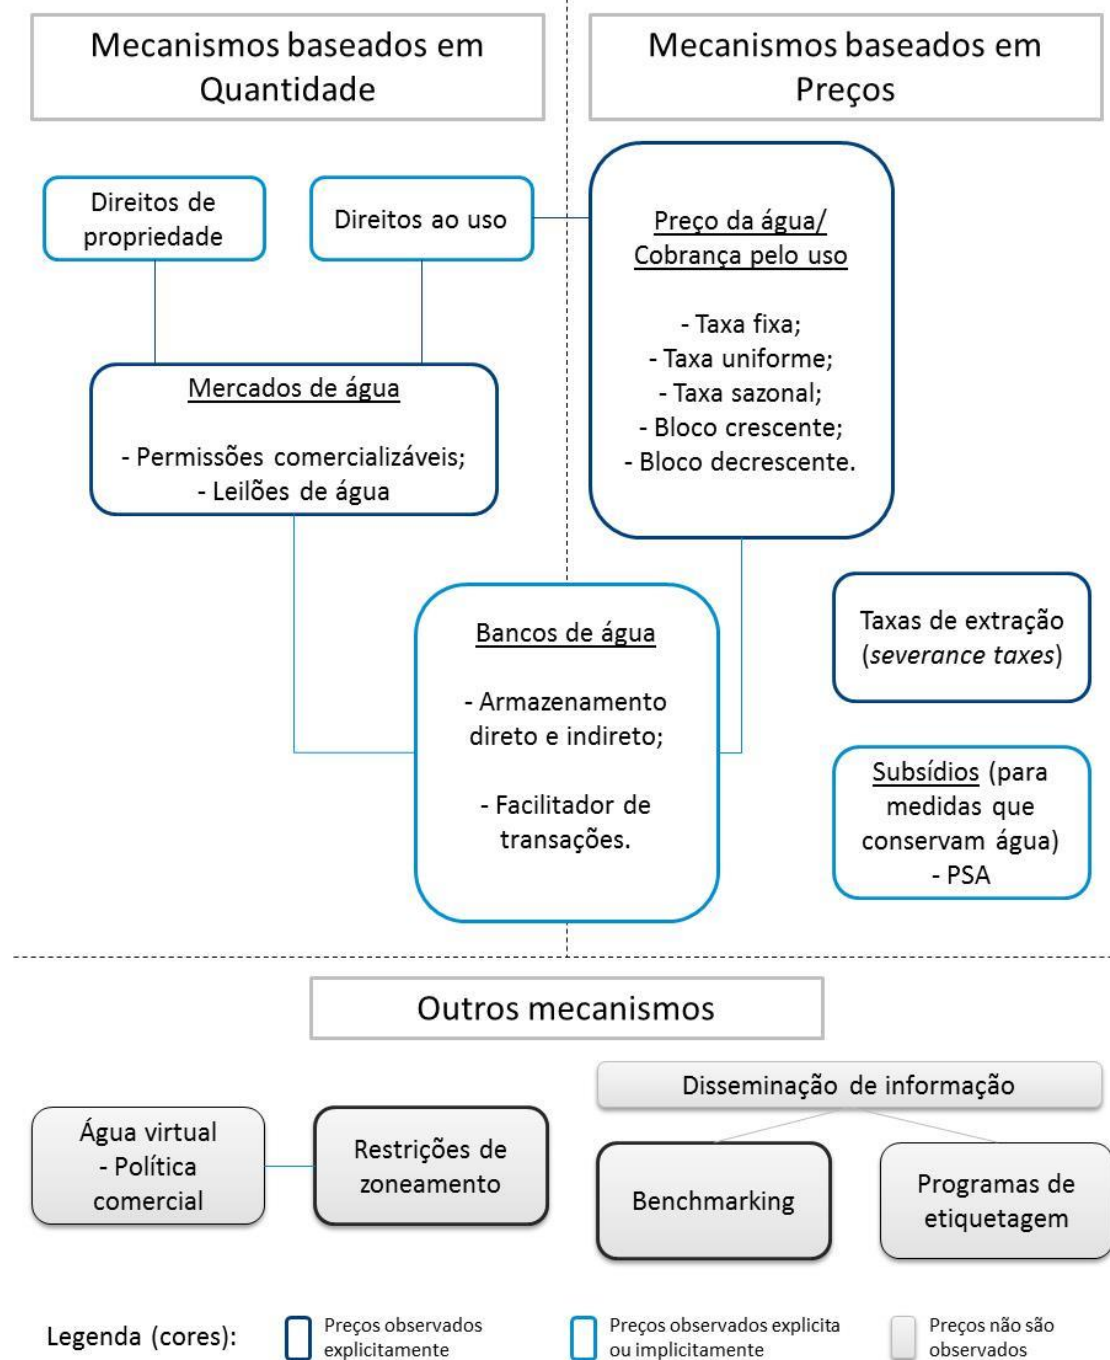 Mecanismos baseados em
Quantidade
Mecanismos baseados em
Preços
Direitos de
propriedade
Direitos ao uso
Preço da água/
Cobrança pelo uso
- Taxa fixa;
- Taxa uniforme;
- Taxa sazonal;
- Bloco crescente;
- Bloco decrescente.
Mercados de água
- Permissões comercializáveis;
- Leilões de água
Bancos de água
- Armazenamento
direto e indireto;
- Facilitador de
transações.
Taxas de extração
(severance taxes)
Subsídios (para
medidas que
conservam água)
- PSA
Outros mecanismos
Água virtual
- Política
comercial
Restrições de
zoneamento
Disseminação de informação
Benchmarking
Programas de
etiquetagem
Legenda (cores):
Preços observados
explicitamente
Preços observados explicita
ou implicitamente
Preços não são
observados